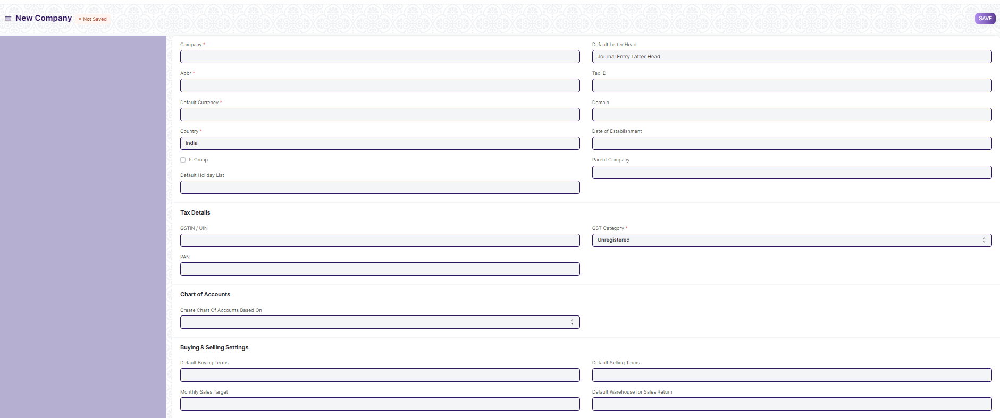 New Company
• Not Saved
SAVE
Company *
Default Letter Head
Journal Entry Latter Head
Abbr *
Tax ID
Default Currency *
Domain
Country *
India
Date of Establishment
Is Group
Parent Company
Default Holiday List
Tax Details
GSTIN / UIN
GST Category *
Unregistered
PAN
Chart of Accounts
Create Chart Of Accounts Based On
Buying & Selling Settings
Default Buying Terms
Default Selling Terms
Monthly Sales Target
Default Warehouse for Sales Return